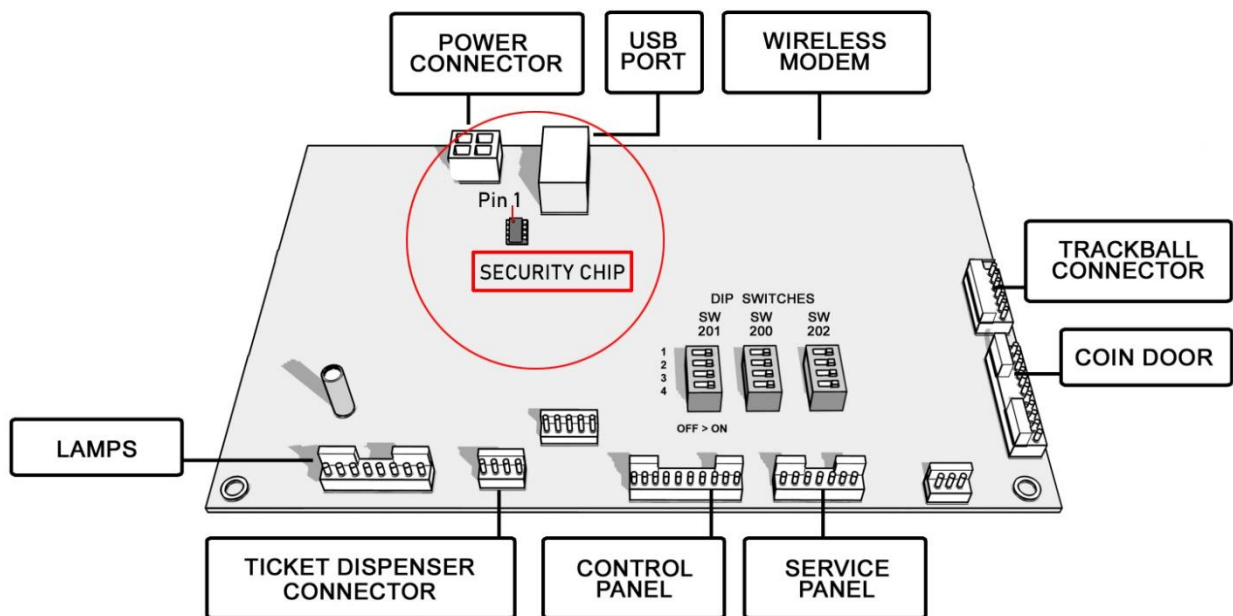 POWER
CONNECTOR
USB
PORT
WIRELESS
MODEM
Pin 1
SECURITY CHIP
TRACKBALL
CONNECTOR
DIP SWITCHES
SW
201
SW
200
SW
202
1
2
3
4
OFF > ON
COIN DOOR
LAMPS
TICKET DISPENSER
CONNECTOR
CONTROL
PANEL
SERVICE
PANEL